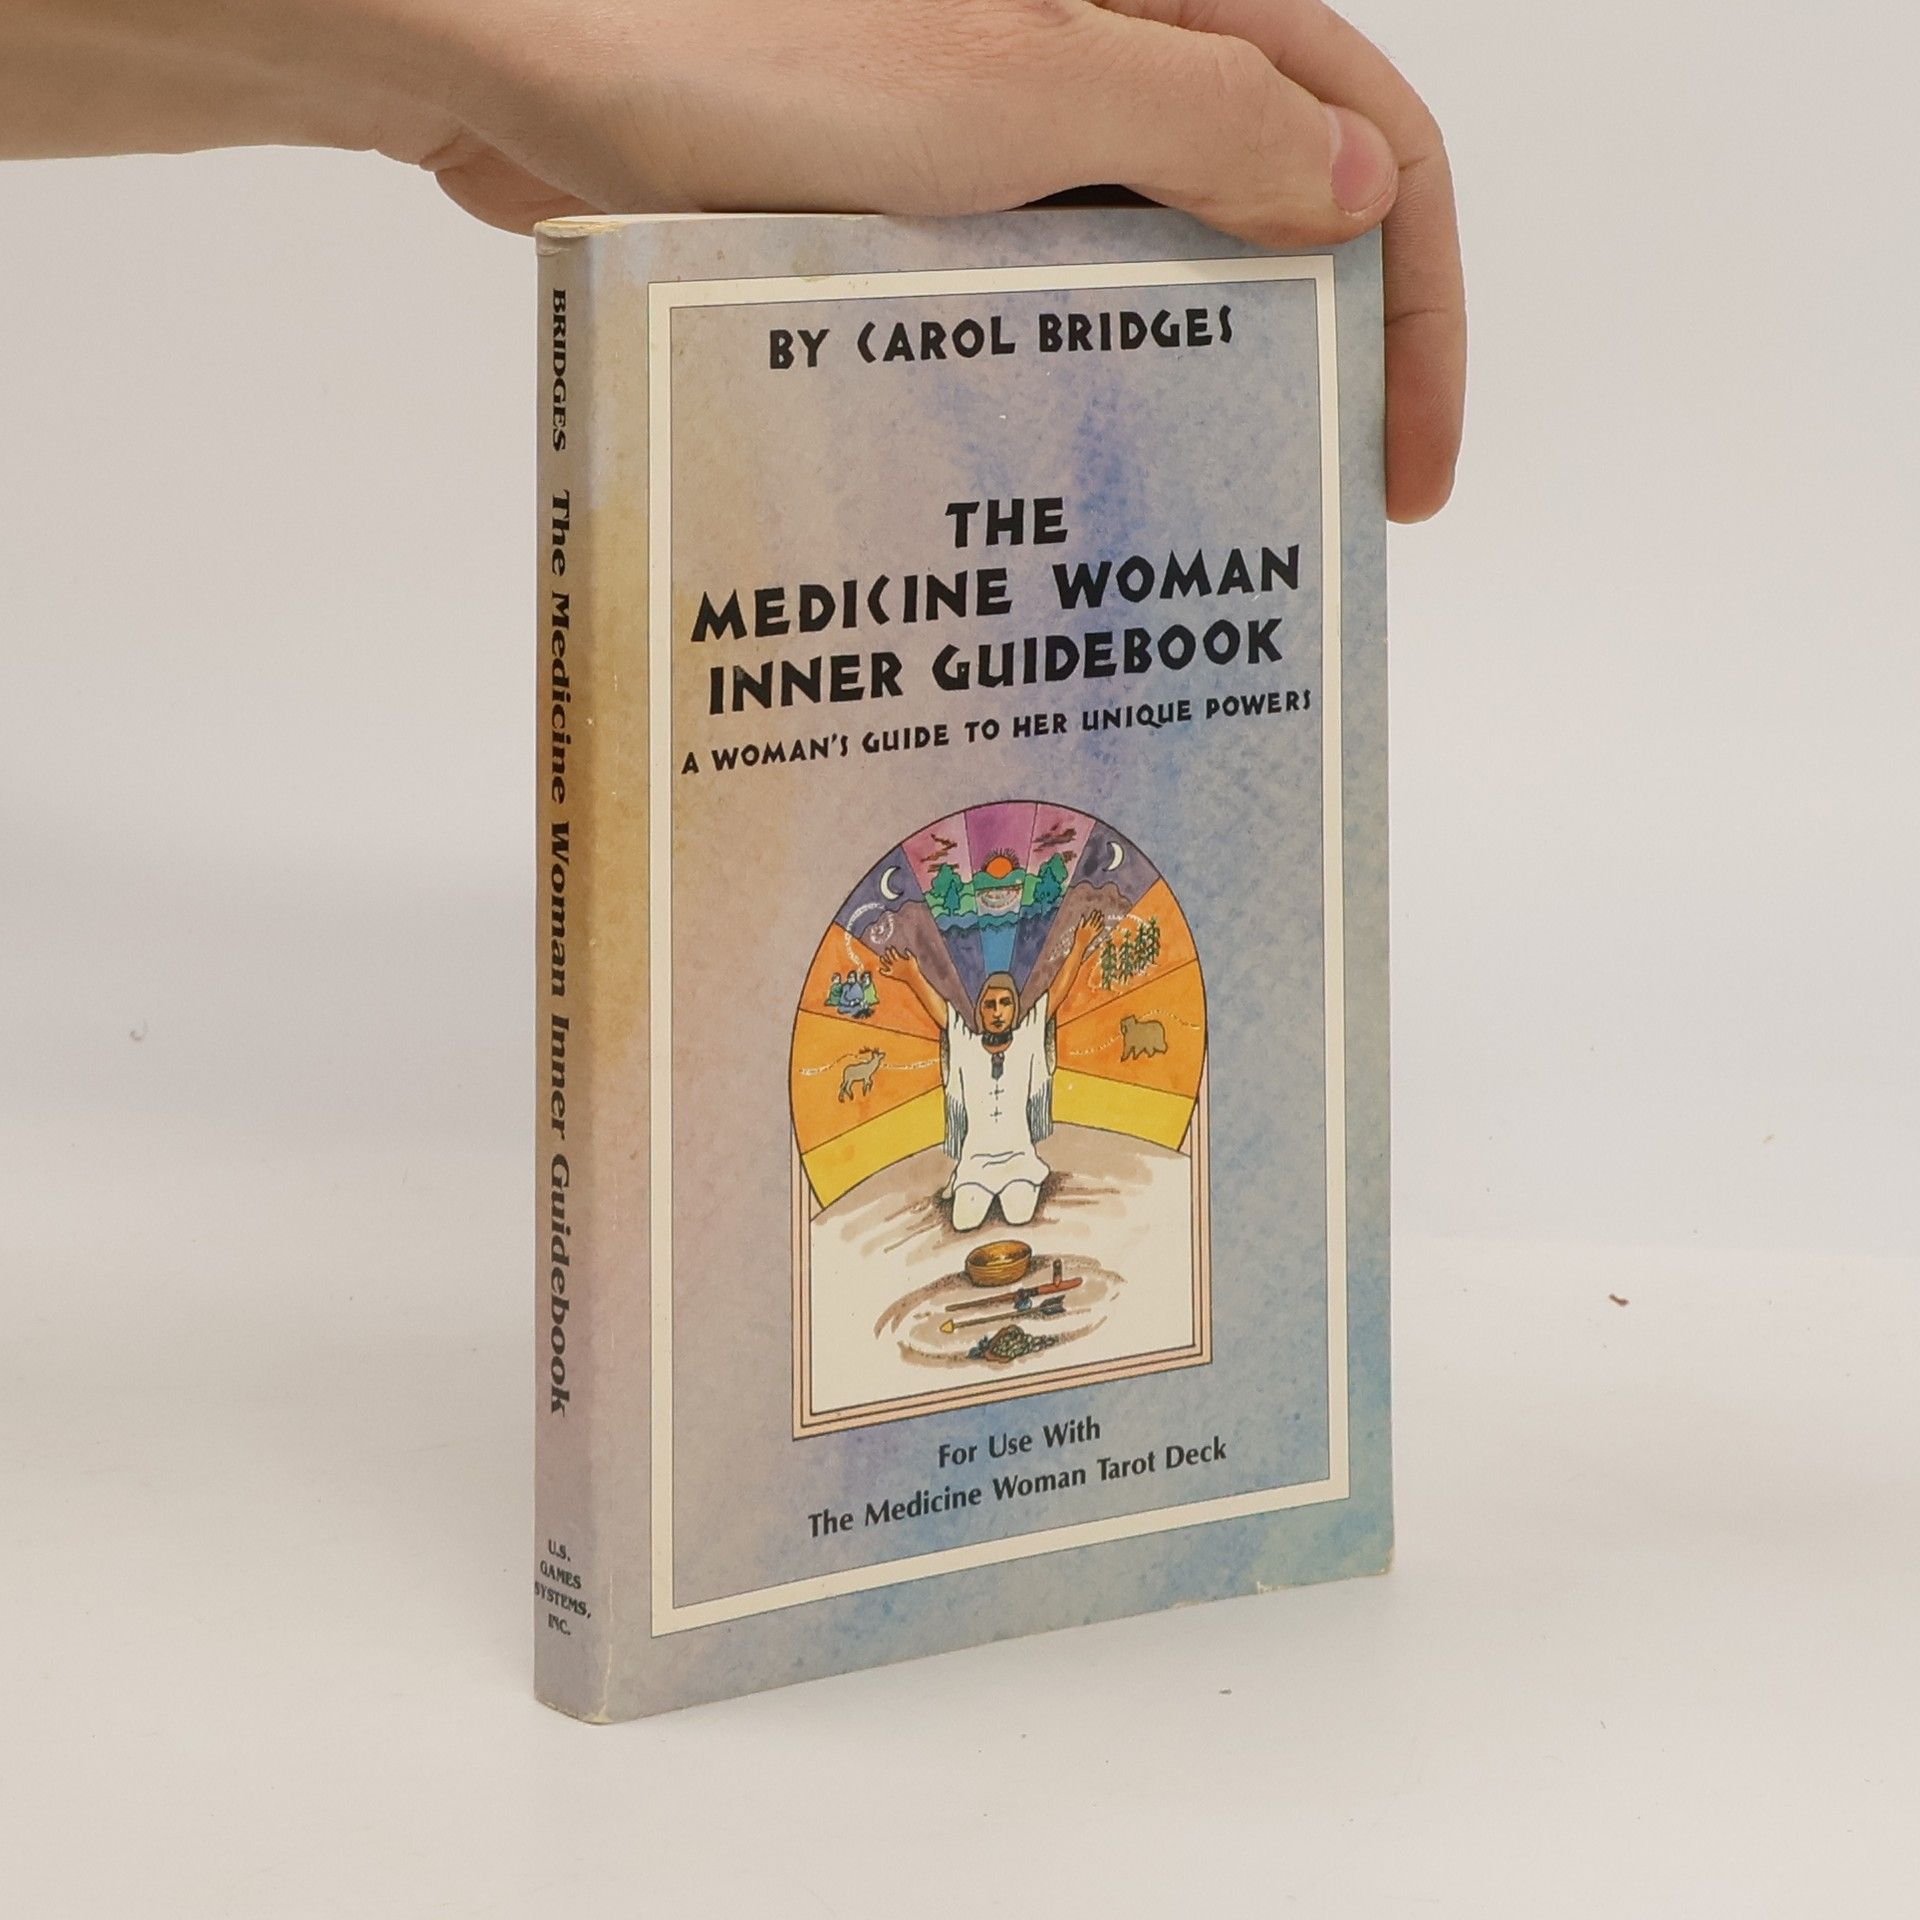 BY CAROL BRIDGES
THE
MEDICINE WOMAN
INNER GUIDEBOOK
A WOMAN'S GUIDE TO HER UNIQUE POWERS
For Use With
The Medicine Woman Tarot Deck
BRIDGES The Medicine Woman Inner Guidebook
U.S.
GAMES
SYSTEMS,
INC.